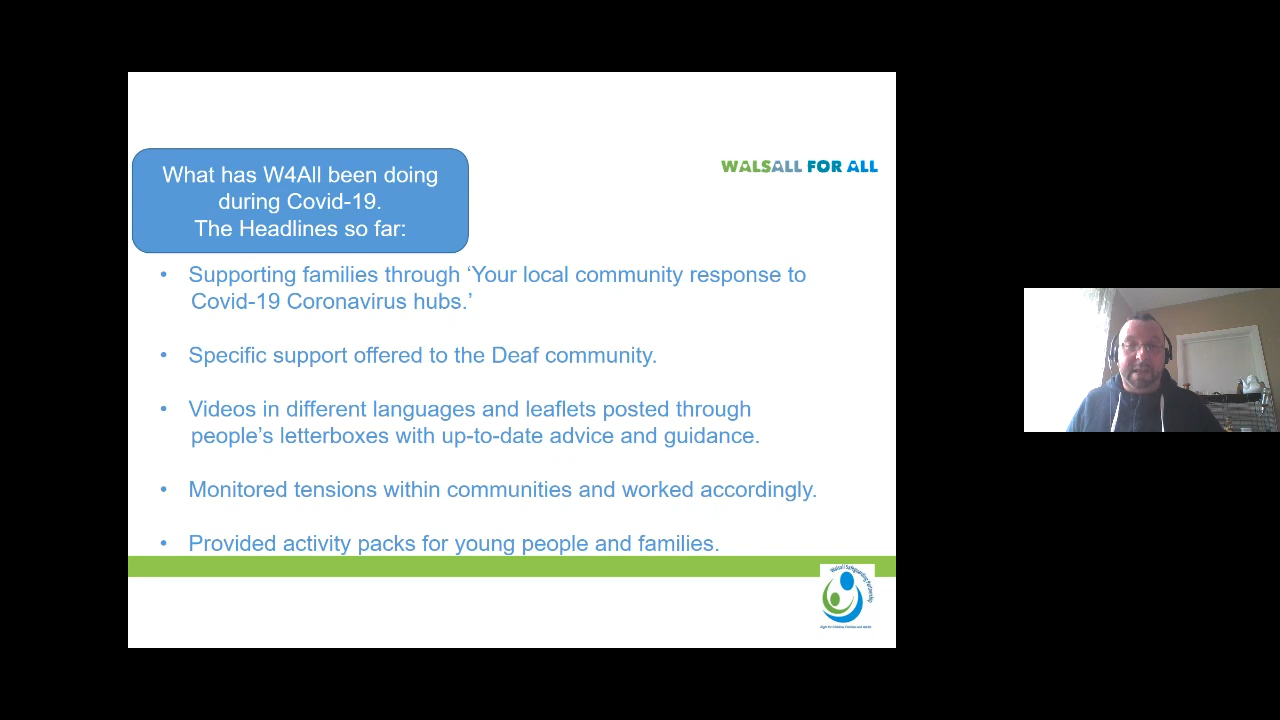 What has W4All been doing
during Covid-19.
The Headlines so far:
WALSALL FOR ALL
• Supporting families through ‘Your local community response to
Covid-19 Coronavirus hubs.’
• Specific support offered to the Deaf community.
• Videos in different languages and leaflets posted through
people’s letterboxes with up-to-date advice and guidance.
• Monitored tensions within communities and worked accordingly.
• Provided activity packs for young people and families.
Walsall Safeguarding Partnership